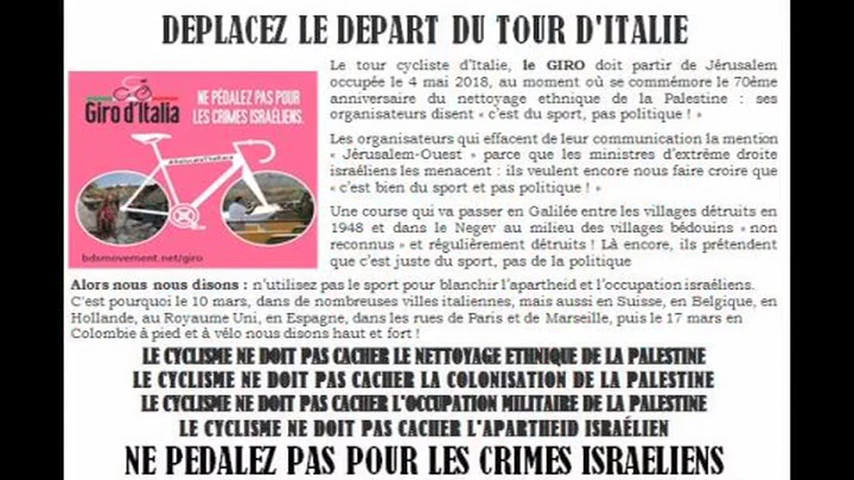 DEPLACEZ LE DEPART DU TOUR D'ITALIE
Giro d'Italia
NE PÉDALEZ PAS POUR
LES CRIMES ISRAÉLIENS.
#RelocateTheRace
bdsmovement.net/giro
Le tour cycliste d'Italie, le GIRO doit partir de Jérusalem
occupée le 4 mai 2018, au moment où se commémore le 70ème
anniversaire du nettoyage ethnique de la Palestine : ses
organisateurs disent « c'est du sport, pas politique ! »
Les organisateurs qui effacent de leur communication la mention
« Jérusalem-Ouest » parce que les ministres d'extrême droite
israéliens les menacent : ils veulent encore nous faire croire que
« c'est bien du sport et pas politique ! »
Une course qui va passer en Galilée entre les villages détruits en
1948 et dans le Negev au milieu des villages bédouins « non
reconnus » et régulièrement détruits ! Là encore, ils prétendent
que c'est juste du sport, pas de la politique
Alors nous nous disons : n'utilisez pas le sport pour blanchir l'apartheid et l'occupation israéliens.
C'est pourquoi le 10 mars, dans de nombreuses villes italiennes, mais aussi en Suisse, en Belgique, en
Hollande, au Royaume Uni, en Espagne, dans les rues de Paris et de Marseille, puis le 17 mars en
Colombie à pied et à vélo nous disons haut et fort !
LE CYCLISME NE DOIT PAS CACHER LE NETTOYAGE ETHNIQUE DE LA PALESTINE
LE CYCLISME NE DOIT PAS CACHER LA COLONISATION DE LA PALESTINE
LE CYCLISME NE DOIT PAS CACHER L'OCCUPATION MILITAIRE DE LA PALESTINE
LE CYCLISME NE DOIT PAS CACHER L'APARTHEID ISRAÉLIEN
NE PEDALEZ PAS POUR LES CRIMES ISRAELIENS